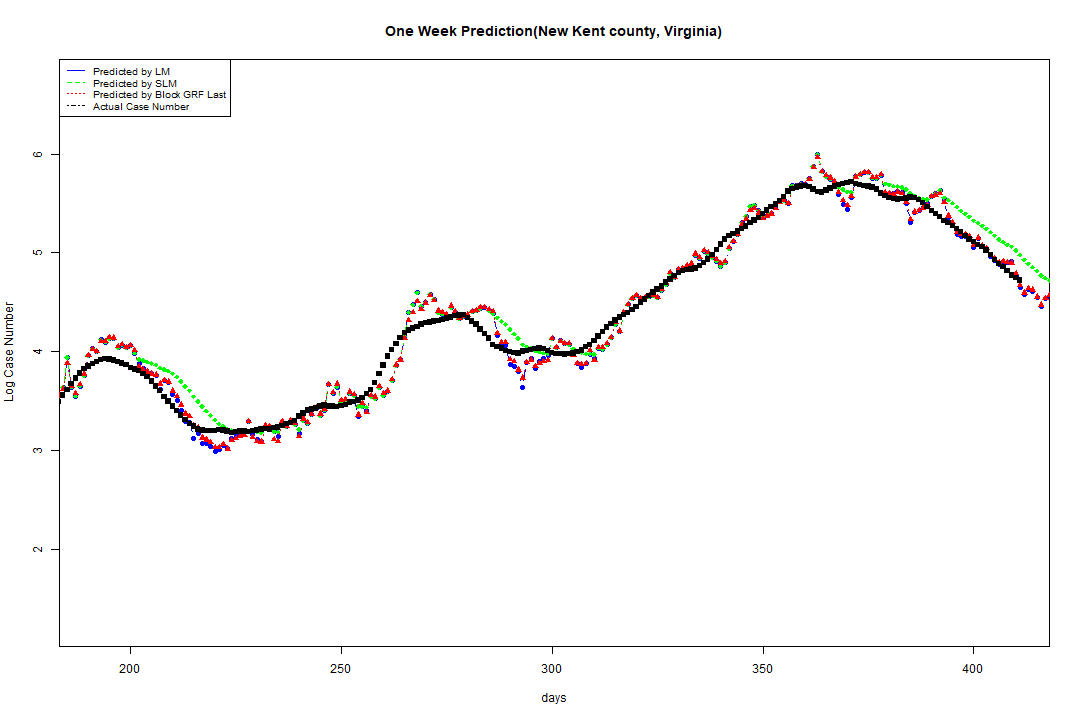 One Week Prediction(New Kent county, Virginia)
Predicted by LM
Predicted by SLM
Predicted by Block GRF Last
Actual Case Number
6
5
4
3
2
Log Case Number
200 250 300 350 400
days